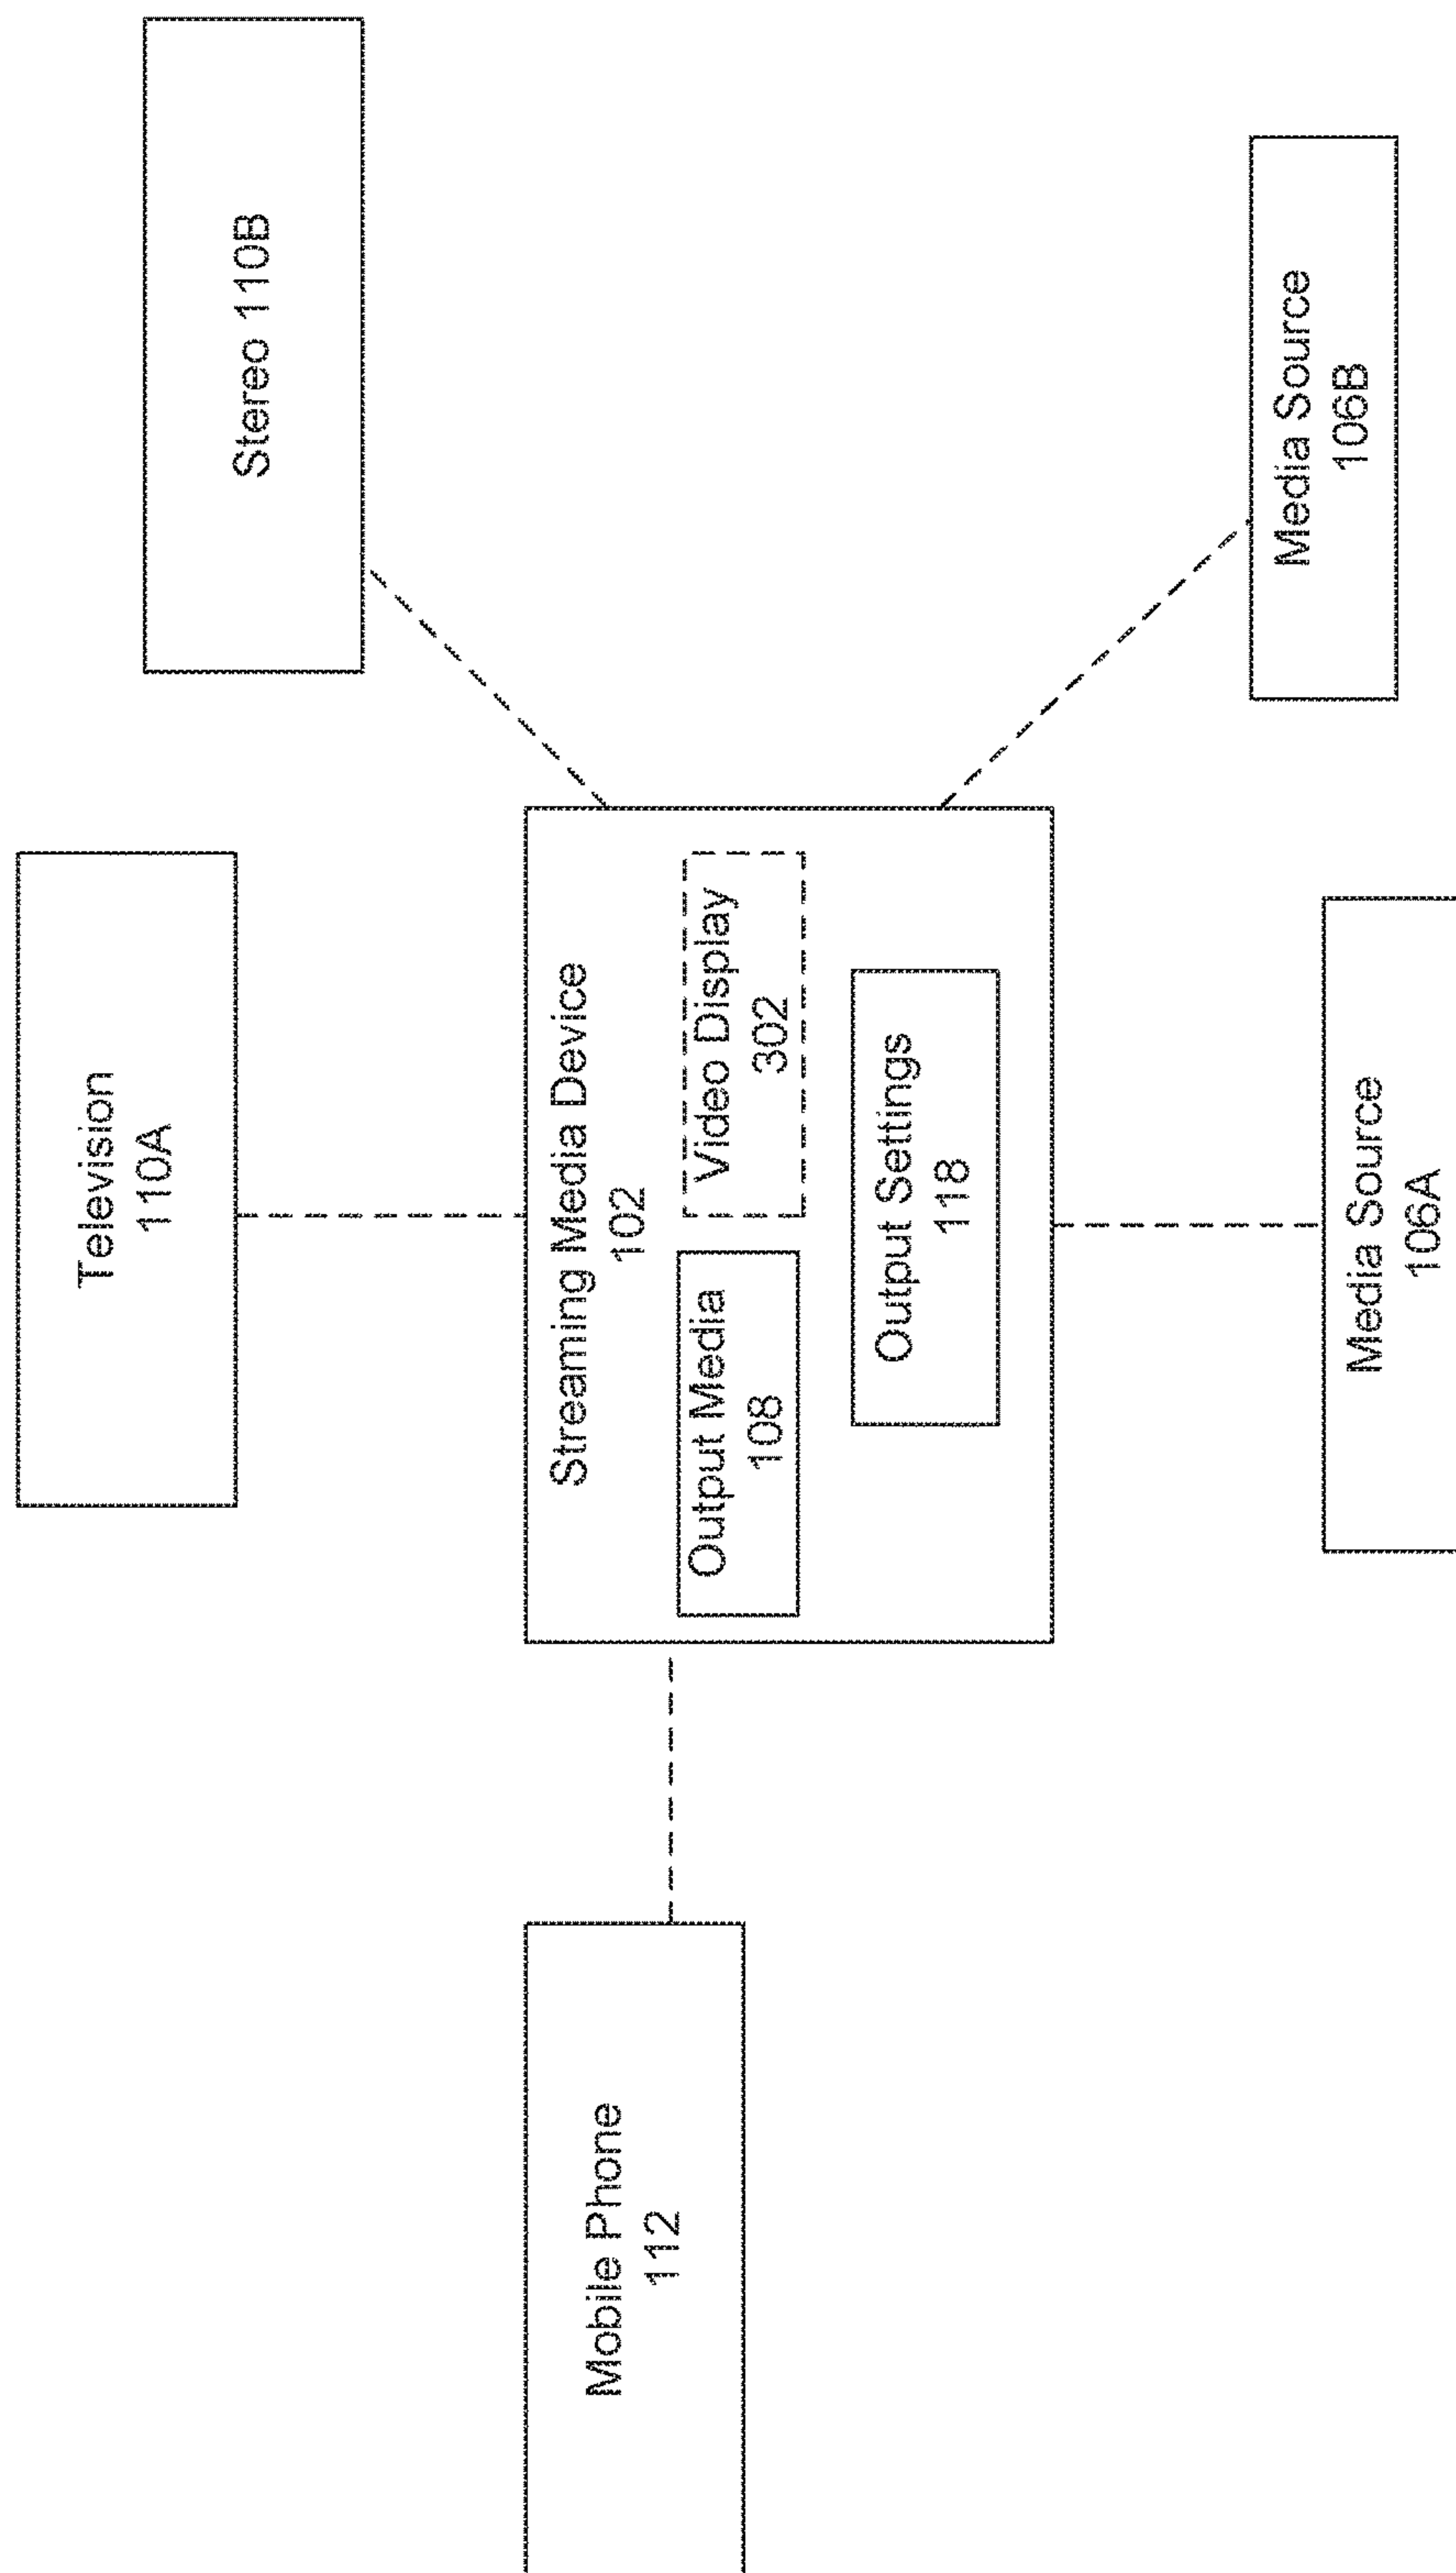 Television
110A
Stereo 110B
Mobile Phone
112
Streaming Media Device
102
Output Media
108
Video Display
302
Output Settings
118
Media Source
106A
Media Source
106B